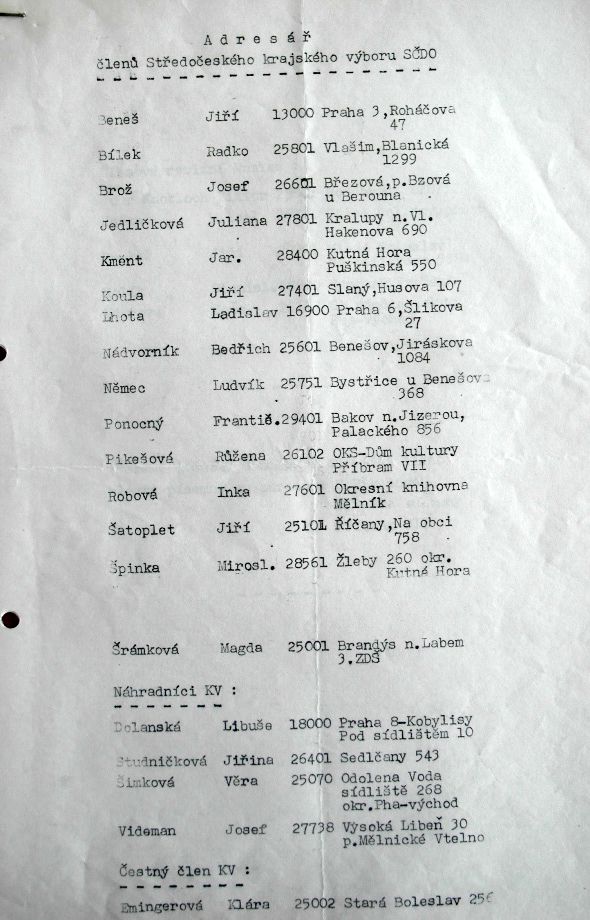 A d r e s á ř
členů Středočeského krajského výboru SČDO
Beneš Jiří 13000 Praha 3,Roháčova
47
Bílek Radko 25801 Vlašim,Blanická
1299
Brož Josef 26601 Březová,p.Bzová
u Berouna
Jedličková Juliana 27801 Kralupy n.Vl.
Hakenova 690
Kment Jar. 28400 Kutná Hora
Puškinská 550
Koula Jiří 27401 Slaný,Husova 107
Lhota Ladislav 16900 Praha 6,Šlikova
27
Nádvorník Bedřich 25601 Benešov,Jiráskova
1084
Němec Ludvík 25751 Bystřice u Benešova
368
Ponocný Františ.29401 Bakov n.Jizerou,
Palackého 856
Pikešová Růžena 26102 OKS-Dům kultury
Příbram VII
Robová Inka 27601 Okresní knihovna
Mělník
Šatoplet Jiří 25101 Říčany,Na obci
758
Špinka Mirosl. 28561 Žleby 260 okr.
Kutná Hora
Šrámková Magda 25001 Brandýs n.Labem
3.ZDŠ
Náhradníci KV :
Dolanská Libuše 18000 Praha 8-Kobylisy
Pod sídlištěm 10
Studničková Jiřina 26401 Sedlčany 543
Šimková Věra 25070 Odolena Voda
sídliště 268
okr.Pha-východ
Videman Josef 27738 Vysoká Libeň 30
p.Mělnické Vtelno
Čestný člen KV :
Emingerová Klára 25002 Stará Boleslav 256